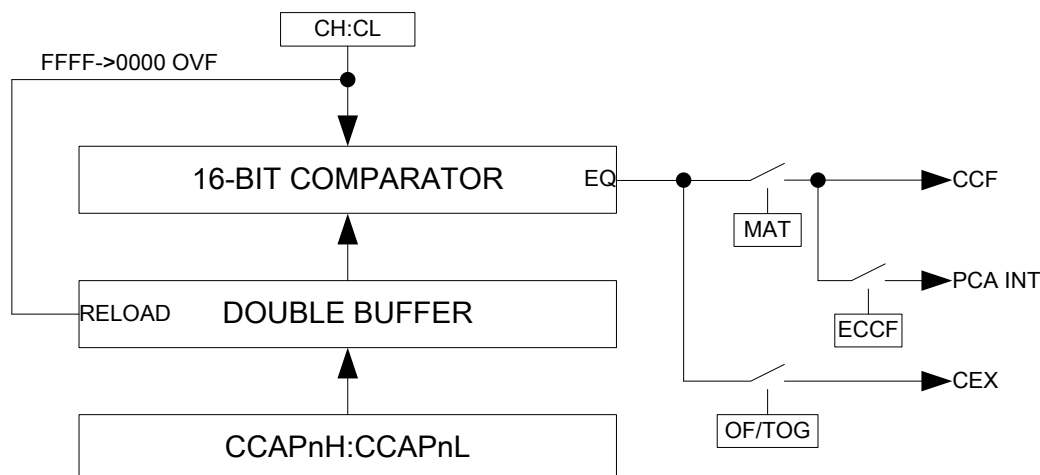 CH:CL
FFFF->0000 OVF
16-BIT COMPARATOR
EQ
CCF
MAT
RELOAD
DOUBLE BUFFER
PCA INT
ECCF
CEX
OF/TOG
CCAPnH:CCAPnL